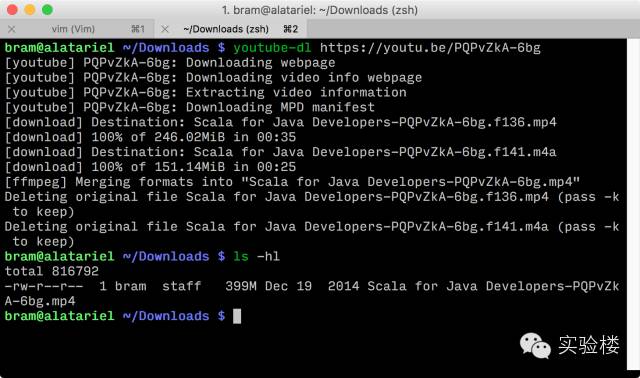 1. bram@alatariel: ~/Downloads (zsh)
vim (Vim) ⌘1 ~/Downloads (zsh) ⌘2
bram@alatariel ~/Downloads $ youtube-dl https://youtu.be/PQPvZkA-6bg
[youtube] PQPvZkA-6bg: Downloading webpage
[youtube] PQPvZkA-6bg: Downloading video info webpage
[youtube] PQPvZkA-6bg: Extracting video information
[youtube] PQPvZkA-6bg: Downloading MPD manifest
[download] Destination: Scala for Java Developers-PQPvZkA-6bg.f136.mp4
[download] 100% of 246.02MiB in 00:35
[download] Destination: Scala for Java Developers-PQPvZkA-6bg.f141.m4a
[download] 100% of 151.14MiB in 00:25
[ffmpeg] Merging formats into "Scala for Java Developers-PQPvZkA-6bg.mp4"
Deleting original file Scala for Java Developers-PQPvZkA-6bg.f136.mp4 (pass -k
to keep)
Deleting original file Scala for Java Developers-PQPvZkA-6bg.f141.m4a (pass -k
to keep)
bram@alatariel ~/Downloads $ ls -hl
total 816792
-rw-r--r-- 1 bram staff 399M Dec 19 2014 Scala for Java Developers-PQPvZk
A-6bg.mp4
bram@alatariel ~/Downloads $
实验楼